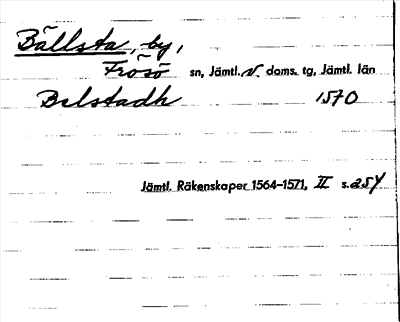 Bällsta, by,
Frösö sn, Jämtl. N. doms. tg, Jämtl. län
Belstadh 1570
Jämtl. Räkenskaper 1564–1571, II s. 254